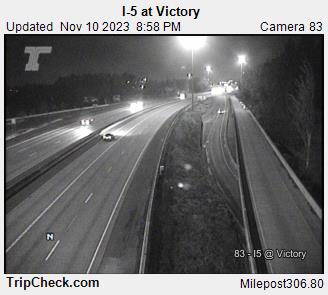 I-5 at Victory
Updated Nov 10 2023 8:58 PM Camera 83
T
N
83 - I5 @ Victory
TripCheck.com Milepost306.80